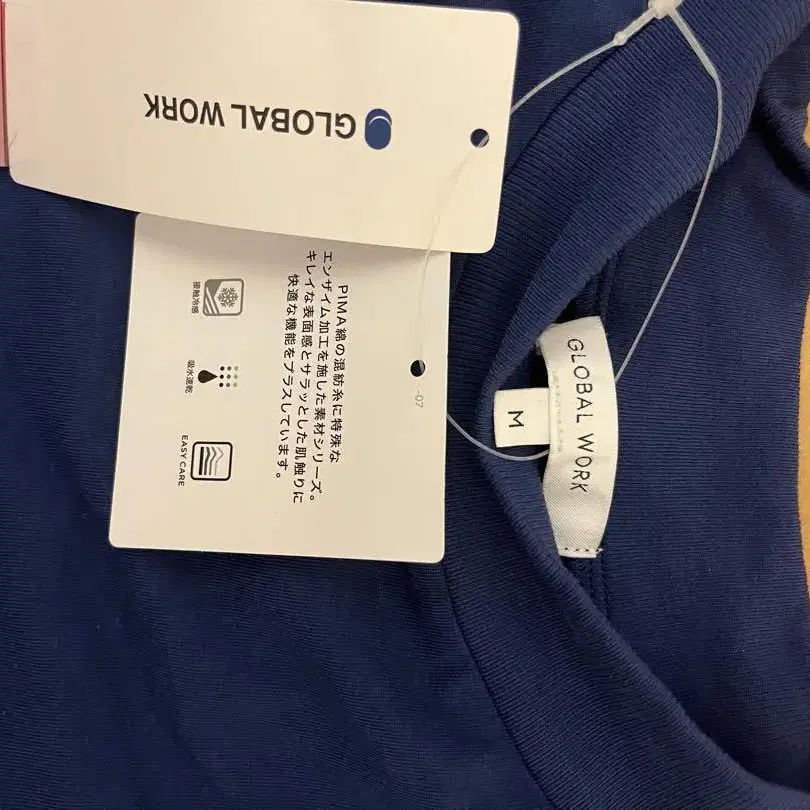 GLOBAL WORK
PIMA綿の混紡糸に特殊な
エンザイム加工を施した素材シリーズ。
キレイな表面感とサラッとした肌触りに
快適な機能をプラスしています。
接触冷感
吸水速乾
EASY CARE
-07
GLOBAL WORK
M